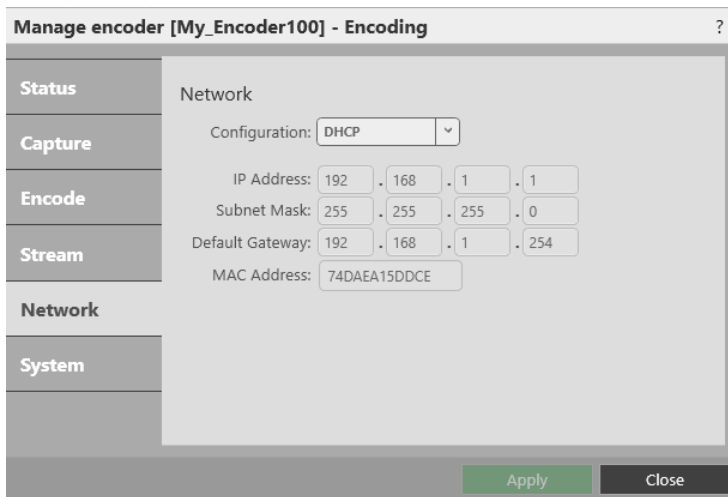 Manage encoder [My_Encoder100] - Encoding ?
Status
Capture
Encode
Stream
Network
System
Network
Configuration: DHCP
IP Address: 192 . 168 . 1 . 1
Subnet Mask: 255 . 255 . 255 . 0
Default Gateway: 192 . 168 . 1 . 254
MAC Address: 74DAEA15DDCE
Apply Close